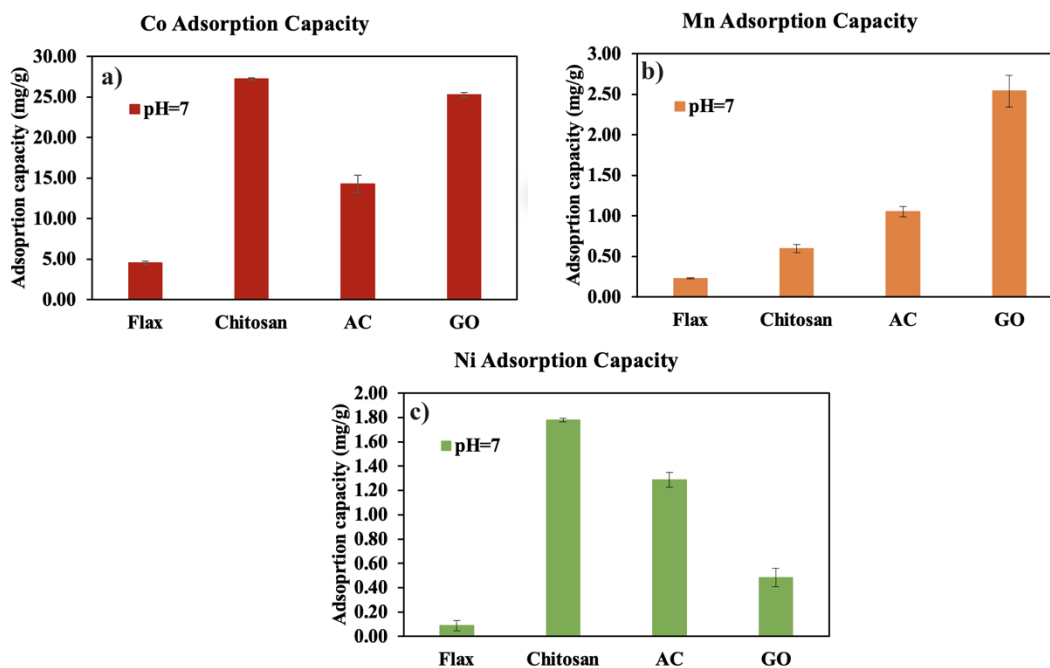 Co Adsorption Capacity
a)
Adsoprtion capacity (mg/g)
30.00
25.00
20.00
15.00
10.00
5.00
0.00
pH=7
Flax Chitosan AC GO
Mn Adsorption Capacity
b)
Adsoprtion capacity (mg/g)
3.00
2.50
2.00
1.50
1.00
0.50
0.00
pH=7
Flax Chitosan AC GO
Ni Adsorption Capacity
c)
Adsoprtion capacity (mg/g)
2.00
1.80
1.60
1.40
1.20
1.00
0.80
0.60
0.40
0.20
0.00
pH=7
Flax Chitosan AC GO